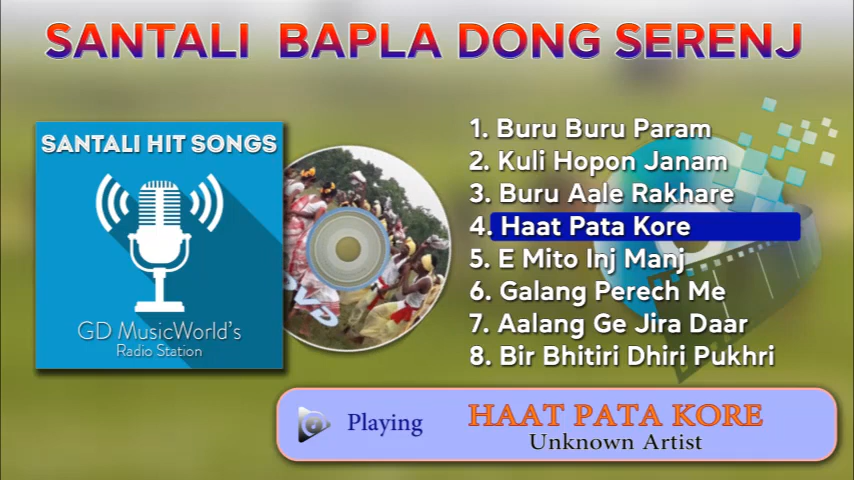 SANTALI BAPLA DONG SERENJ
SANTALI HIT SONGS
GD MusicWorld's
Radio Station
1. Buru Buru Param
2. Kuli Hopon Janam
3. Buru Aale Rakhare
4. Haat Pata Kore
5. E Mito Inj Manj
6. Galang Perech Me
7. Aalang Ge Jira Daar
8. Bir Bhitiri Dhiri Pukhri
Playing
HAAT PATA KORE
Unknown Artist